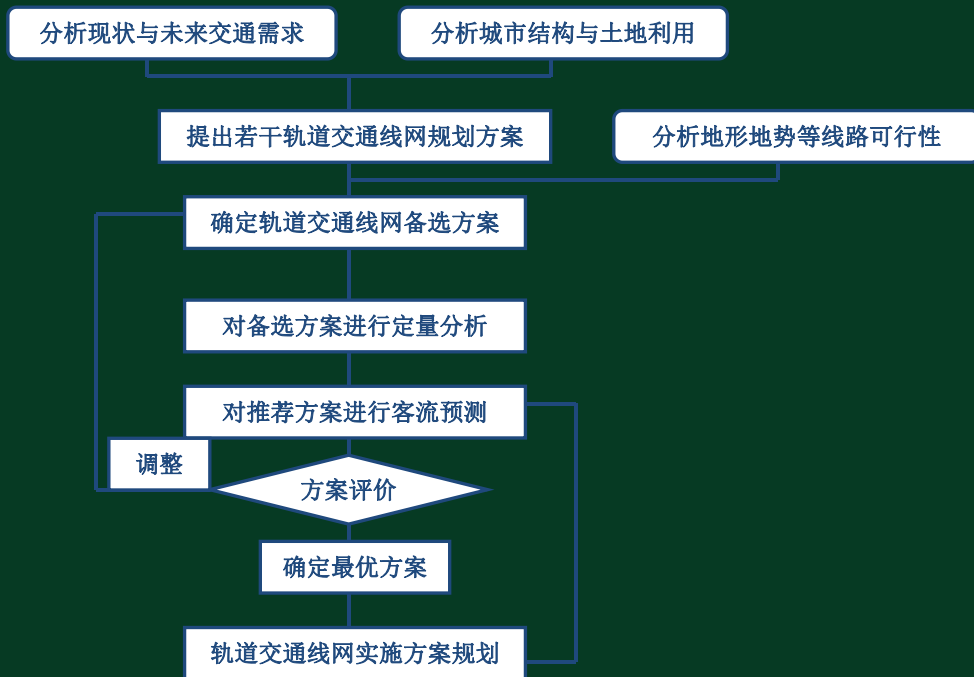 分析现状与未来交通需求
分析城市结构与土地利用
提出若干轨道交通线网规划方案
分析地形地势等线路可行性
确定轨道交通线网备选方案
对备选方案进行定量分析
对推荐方案进行客流预测
调整
方案评价
确定最优方案
轨道交通线网实施方案规划